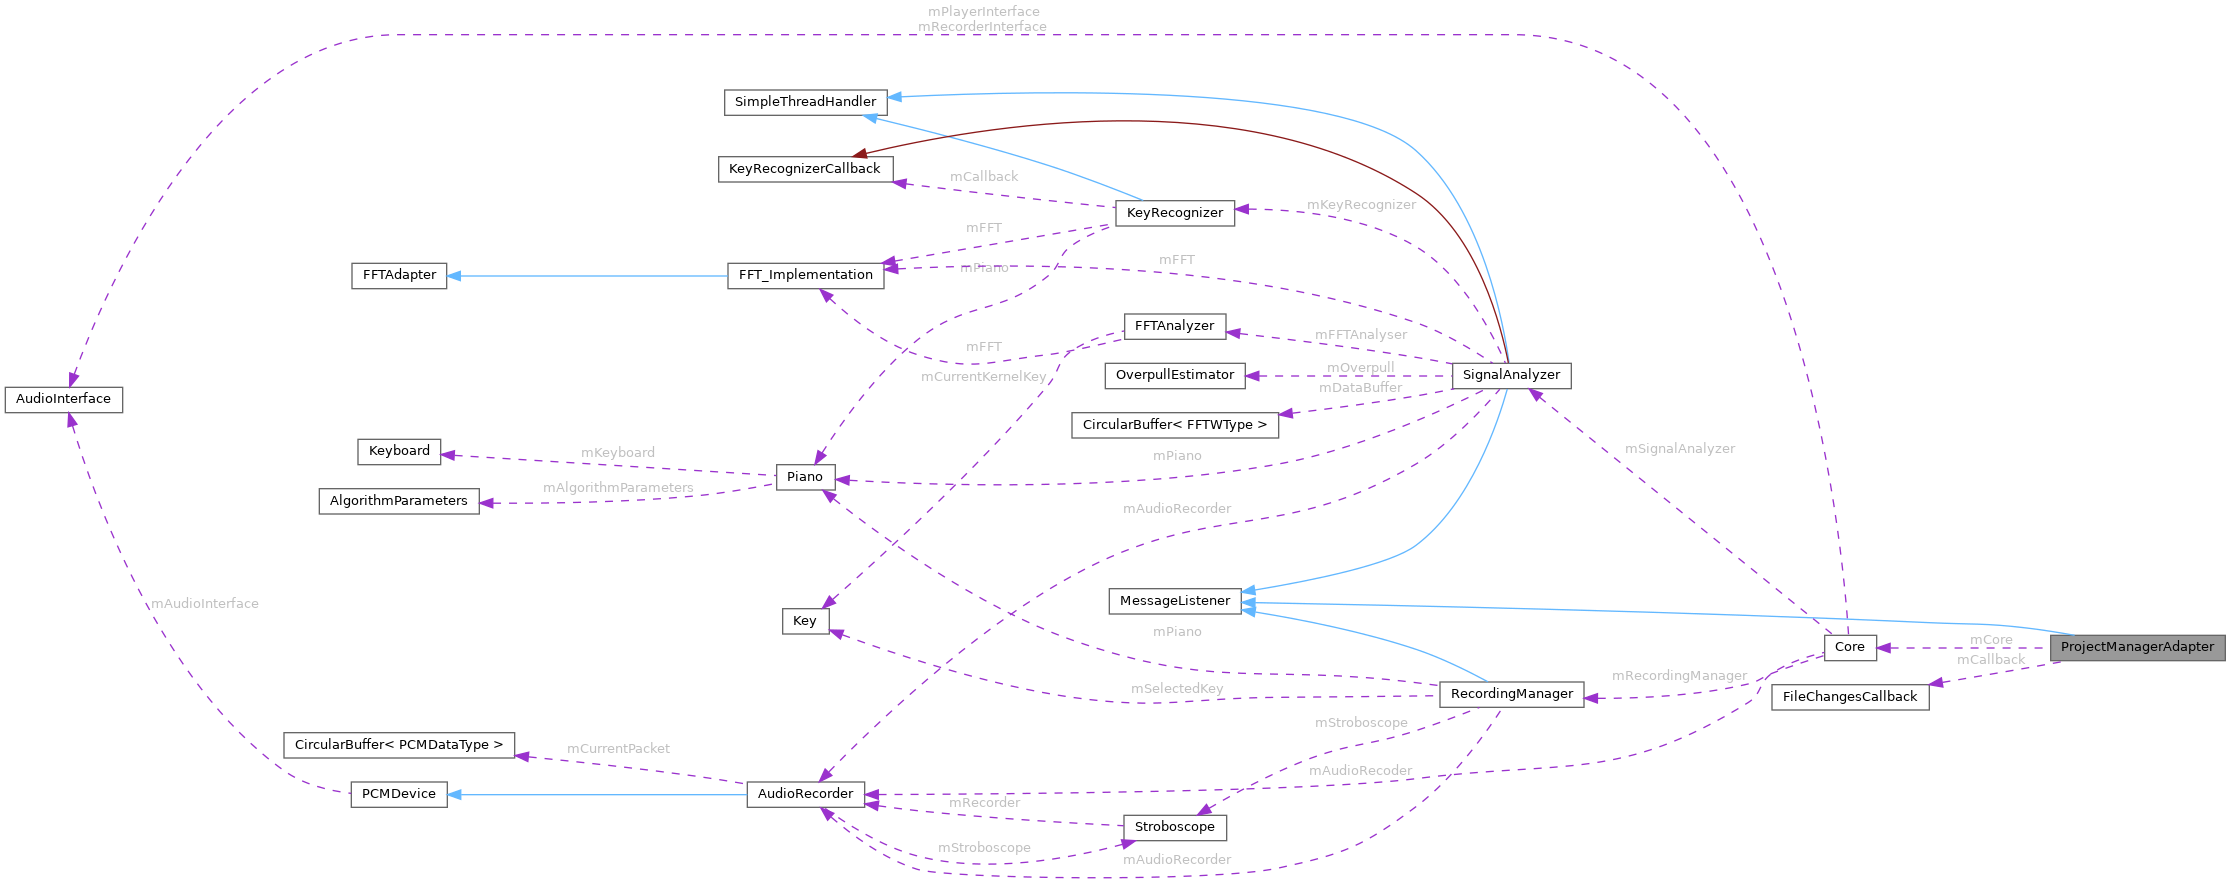 mPlayerInterface
mRecorderInterface
SimpleThreadHandler
KeyRecognizerCallback
mCallback
KeyRecognizer
mKeyRecognizer
mFFT
FFTAdapter
FFT_Implementation
mPiano
mFFT
FFTAnalyzer
mFFTAnalyser
mFFT
mCurrentKernelKey
OverpullEstimator
mOverpull
SignalAnalyzer
mDataBuffer
AudioInterface
CircularBuffer< FFTWType >
Keyboard
mKeyboard
mPiano
mSignalAnalyzer
Piano
AlgorithmParameters
mAlgorithmParameters
mAudioRecorder
mAudioInterface
MessageListener
Key
mPiano
mCore
Core
ProjectManagerAdapter
mCallback
mRecordingManager
mSelectedKey
RecordingManager
FileChangesCallback
mStroboscope
CircularBuffer< PCMDataType >
mCurrentPacket
mAudioRecoder
PCMDevice
AudioRecorder
mRecorder
Stroboscope
mStroboscope
mAudioRecorder